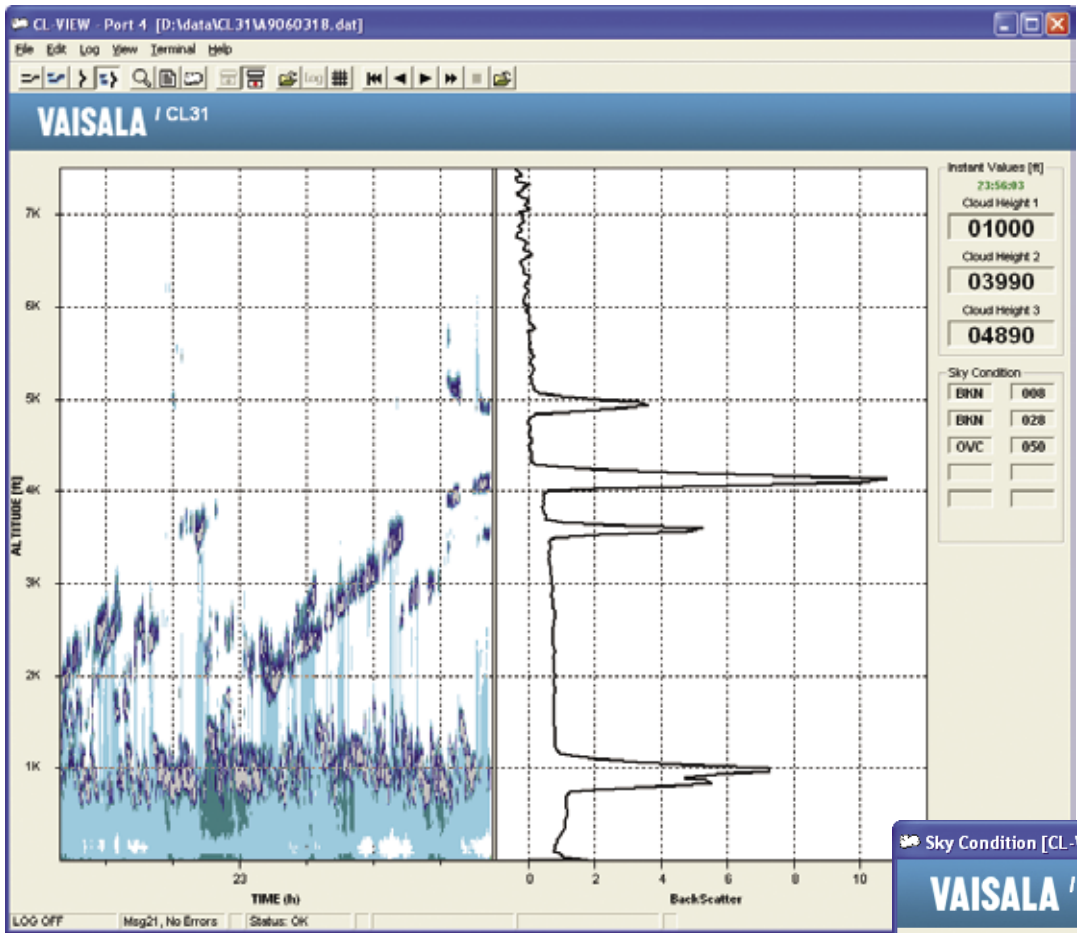 CL-VIEW - Port 4 [D:\data\CL31\A9060318.dat]
File Edit Log View Terminal Help
Log
VAISALA / CL31
Instant Values [ft]
23:56:03
Cloud Height 1
01000
Cloud Height 2
03990
Cloud Height 3
04890
Sky Condition
BKN 008
BKN 028
OVC 050
ALTITUDE [ft]
7K
6K
5K
4K
3K
2K
1K
23
TIME (h)
0 2 4 6 8 10
BackScatter
LOG OFF Msg21, No Errors Status: OK
Sky Condition [CL-V
VAISALA /